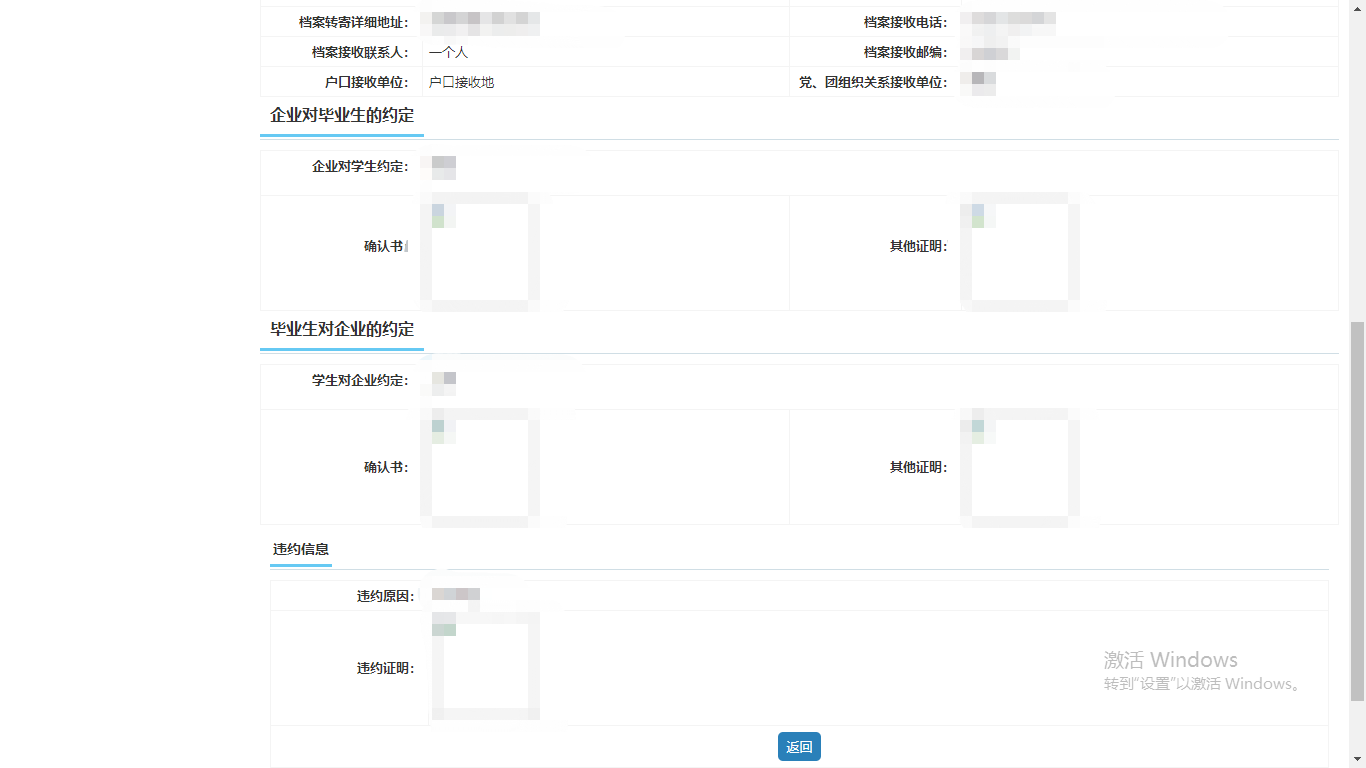 档案转寄详细地址： 档案接收电话：
档案接收联系人： 一个人 档案接收邮编：
户口接收单位： 户口接收地 党、团组织关系接收单位：
企业对毕业生的约定
企业对学生约定：
确认书 其他证明：
毕业生对企业的约定
学生对企业约定：
确认书： 其他证明：
违约信息
违约原因：
违约证明：
激活 Windows
转到“设置”以激活 Windows。
返回